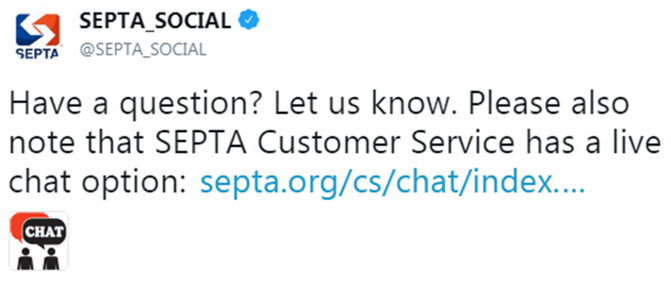 SEPTA_SOCIAL
SEPTA
@SEPTA_SOCIAL
Have a question? Let us know. Please also
note that SEPTA Customer Service has a live
chat option: septa.org/cs/chat/index....
CHAT